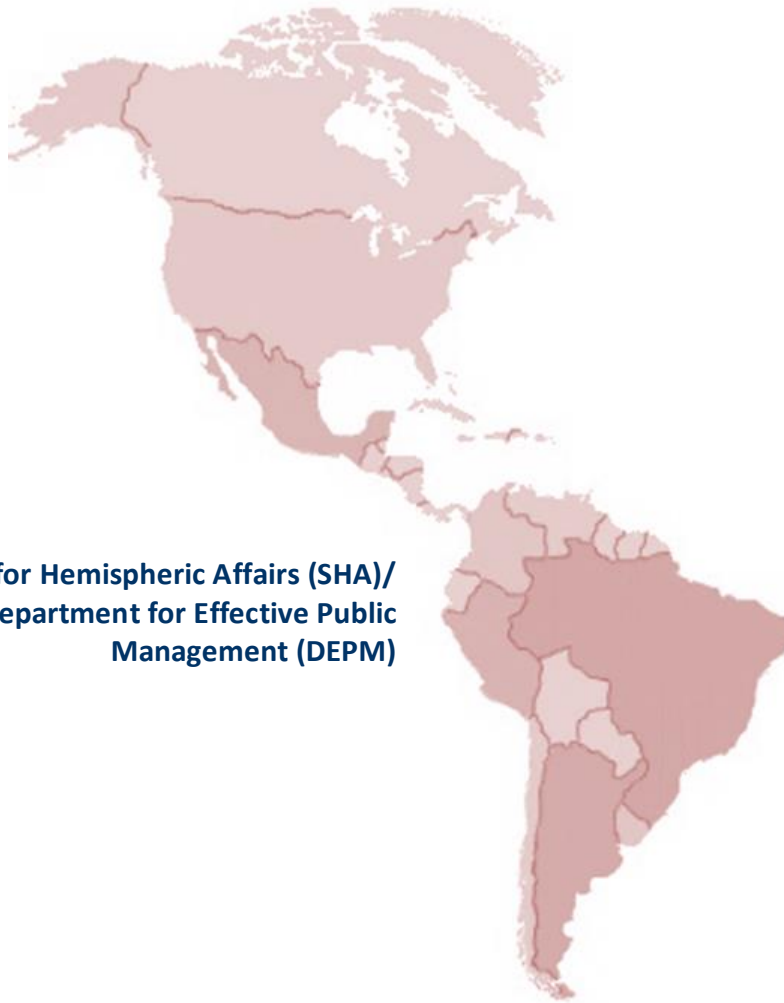 for Hemispheric Affairs (SHA)/
epartment for Effective Public
Management (DEPM)